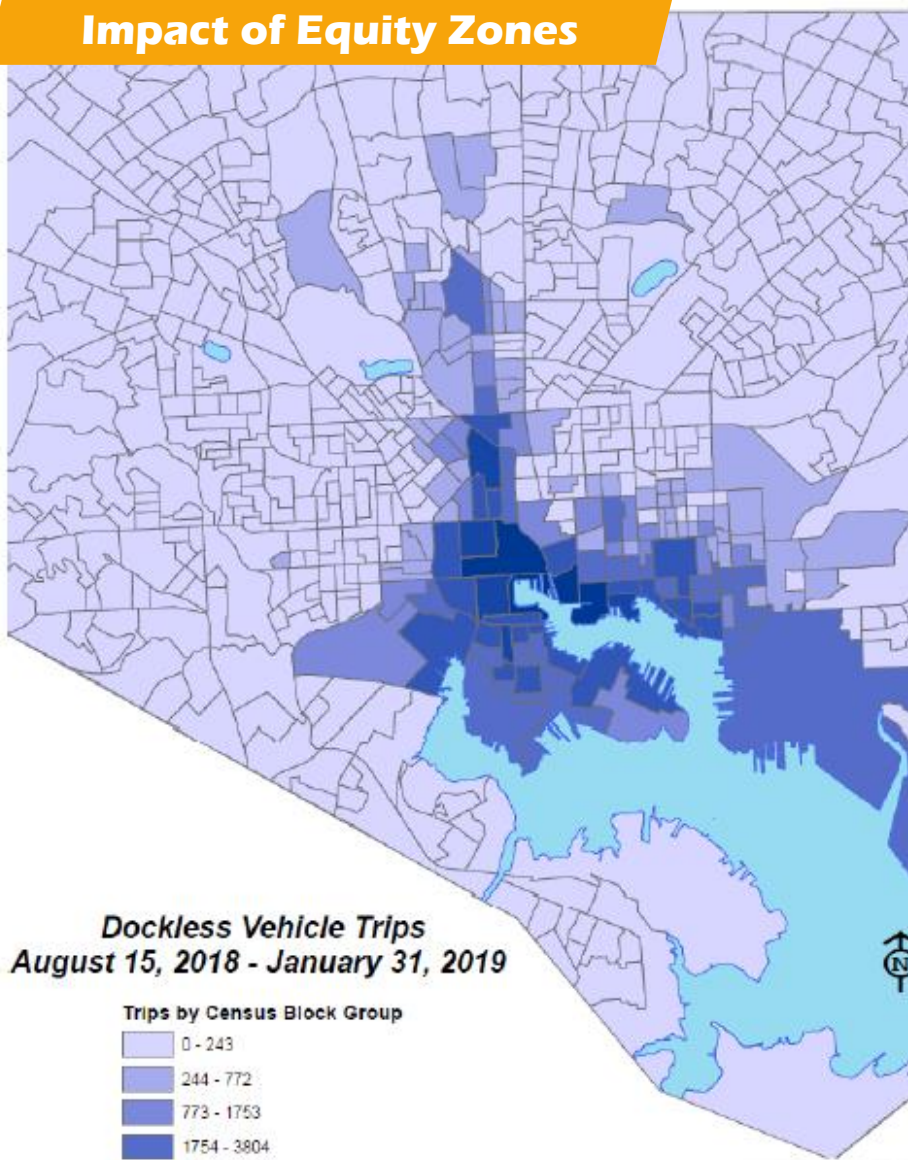 Impact of Equity Zones
N
Dockless Vehicle Trips
August 15, 2018 - January 31, 2019
Trips by Census Block Group
0 - 243
244 - 772
773 - 1753
1754 - 3804